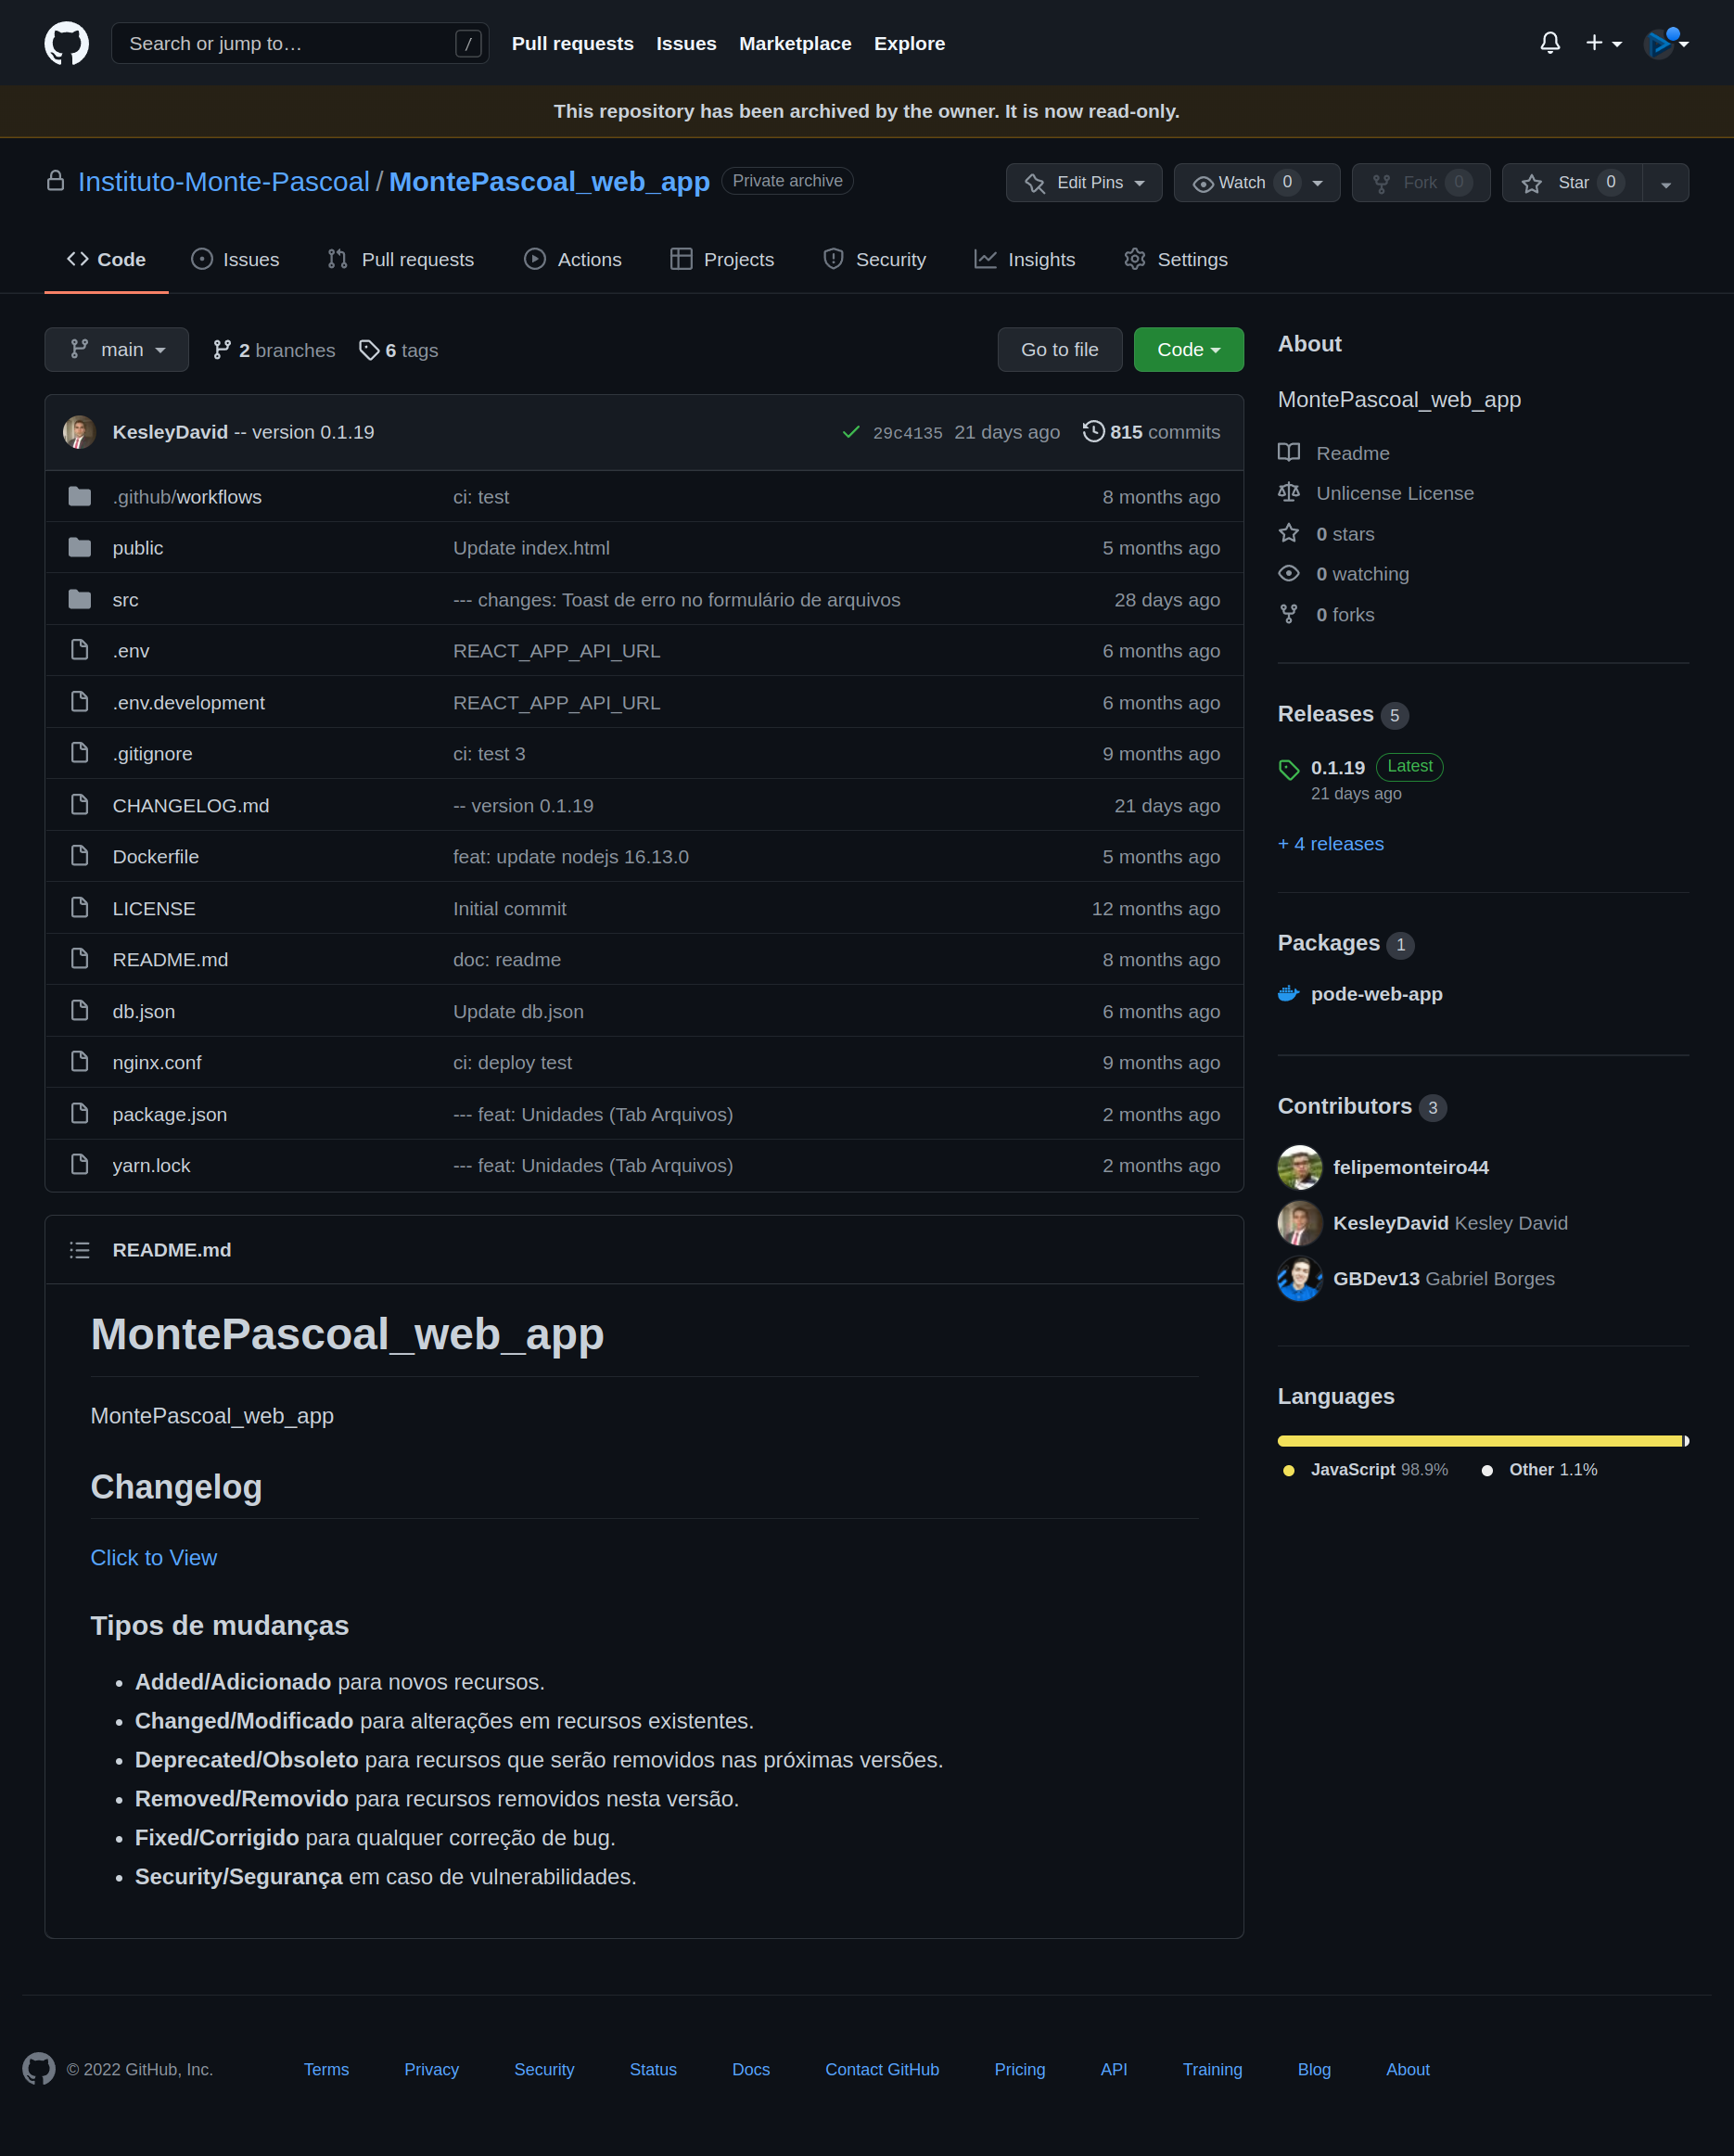 Search or jump to…
/
Pull requests
Issues
Marketplace
Explore
This repository has been archived by the owner. It is now read-only.
Instituto-Monte-Pascoal / MontePascoal_web_app Private archive
Edit Pins
Watch 0
Fork 0
Star 0
Code
Issues
Pull requests
Actions
Projects
Security
Insights
Settings
main
2 branches
6 tags
Go to file
Code
KesleyDavid -- version 0.1.19 29c4135 21 days ago 815 commits
.github/workflows ci: test 8 months ago
public Update index.html 5 months ago
src --- changes: Toast de erro no formulário de arquivos 28 days ago
.env REACT_APP_API_URL 6 months ago
.env.development REACT_APP_API_URL 6 months ago
.gitignore ci: test 3 9 months ago
CHANGELOG.md -- version 0.1.19 21 days ago
Dockerfile feat: update nodejs 16.13.0 5 months ago
LICENSE Initial commit 12 months ago
README.md doc: readme 8 months ago
db.json Update db.json 6 months ago
nginx.conf ci: deploy test 9 months ago
package.json --- feat: Unidades (Tab Arquivos) 2 months ago
yarn.lock --- feat: Unidades (Tab Arquivos) 2 months ago
README.md
MontePascoal_web_app
MontePascoal_web_app
Changelog
Click to View
Tipos de mudanças
Added/Adicionado para novos recursos.
Changed/Modificado para alterações em recursos existentes.
Deprecated/Obsoleto para recursos que serão removidos nas próximas versões.
Removed/Removido para recursos removidos nesta versão.
Fixed/Corrigido para qualquer correção de bug.
Security/Segurança em caso de vulnerabilidades.
About
MontePascoal_web_app
Readme
Unlicense License
0 stars
0 watching
0 forks
Releases 5
0.1.19 Latest
21 days ago
+ 4 releases
Packages 1
pode-web-app
Contributors 3
felipemonteiro44
KesleyDavid Kesley David
GBDev13 Gabriel Borges
Languages
JavaScript 98.9% Other 1.1%
© 2022 GitHub, Inc.
Terms
Privacy
Security
Status
Docs
Contact GitHub
Pricing
API
Training
Blog
About